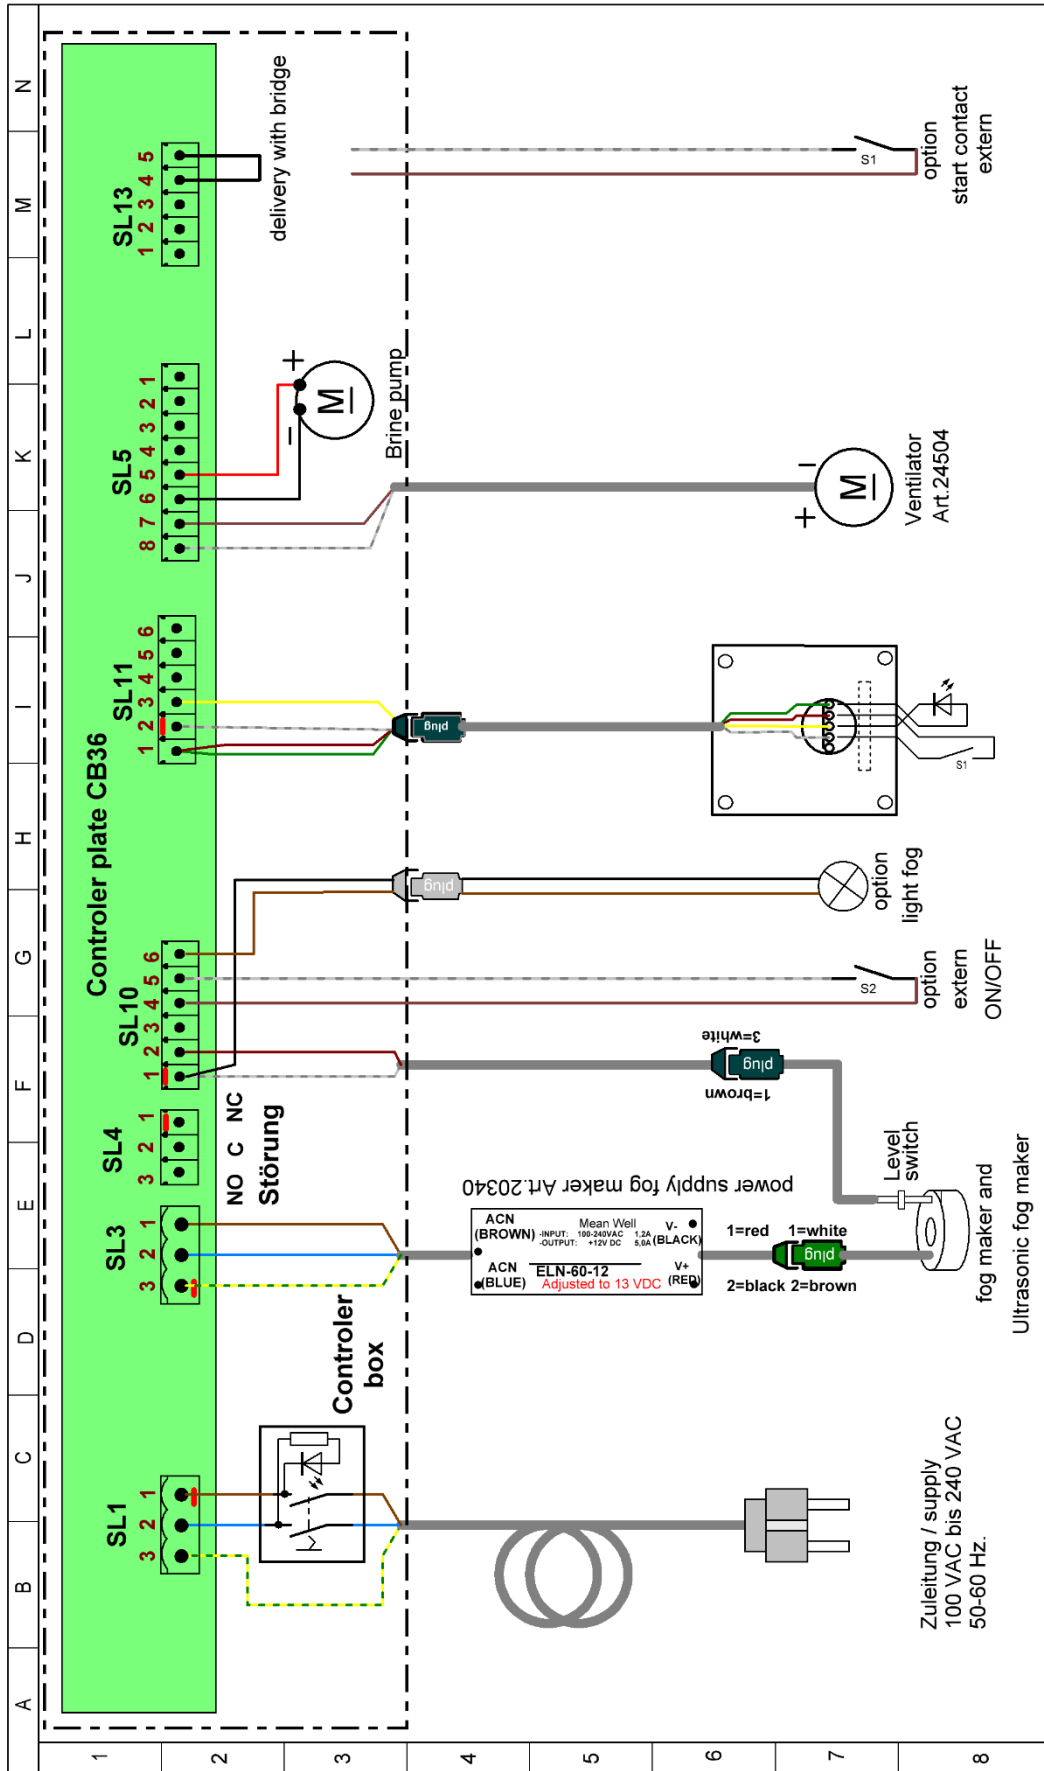 A B C D E F G H I J K L M N
1
2
3
4
5
6
7
8
Controler plate CB36
SL1
3 2 1
SL3
3 2 1
SL4
3 2 1
NO C NC
Störung
SL10
1 2 3 4 5 6
SL11
1 2 3 4 5 6
SL5
8 7 6 5 4 3 2 1
SL13
1 2 3 4 5
delivery with bridge
Controler
box
- +
M
Brine pump
plug
plug
power supply fog maker Art.20340
ACN
(BROWN)
ACN
(BLUE)
Mean Well
-INPUT: 100-240VAC 1,2A
-OUTPUT: +12V DC 5,0A
ELN-60-12
Adjusted to 13 VDC
V-
(BLACK)
V+
(RED)
1=red 1=white
2=black 2=brown
plug
1=brown
3=white
plug
Level
switch
fog maker and
Ultrasonic fog maker
S2
option
extern
ON/OFF
option
light fog
S1
+ -
M
Ventilator
Art.24504
S1
option
start contact
extern
Zuleitung / supply
100 VAC bis 240 VAC
50-60 Hz.